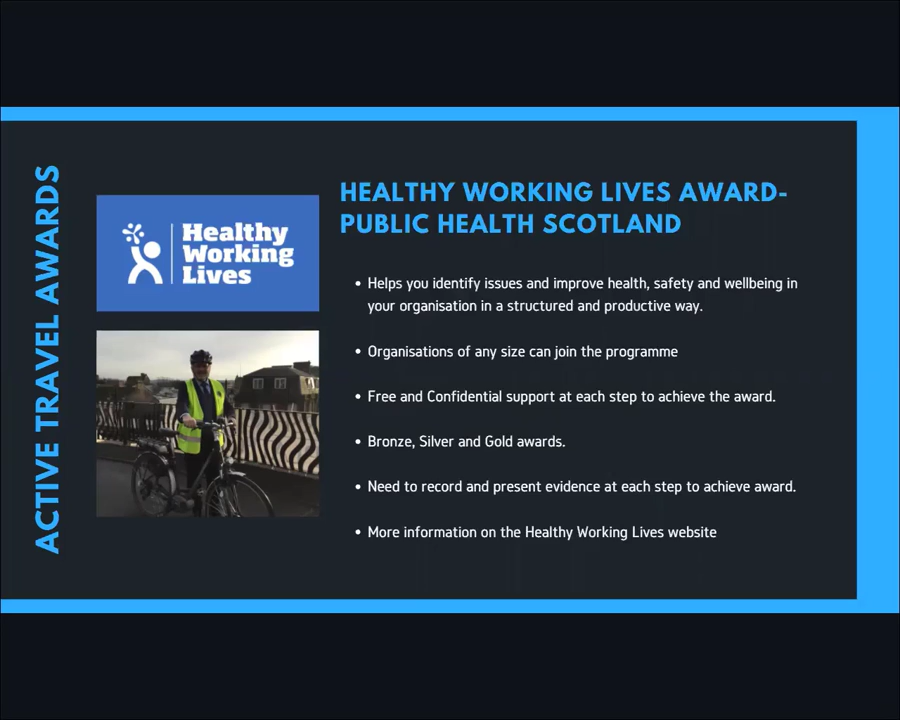 ACTIVE TRAVEL AWARDS
Healthy
Working
Lives
HEALTHY WORKING LIVES AWARD-
PUBLIC HEALTH SCOTLAND
• Helps you identify issues and improve health, safety and wellbeing in
your organisation in a structured and productive way.
• Organisations of any size can join the programme
• Free and Confidential support at each step to achieve the award.
• Bronze, Silver and Gold awards.
• Need to record and present evidence at each step to achieve award.
• More information on the Healthy Working Lives website